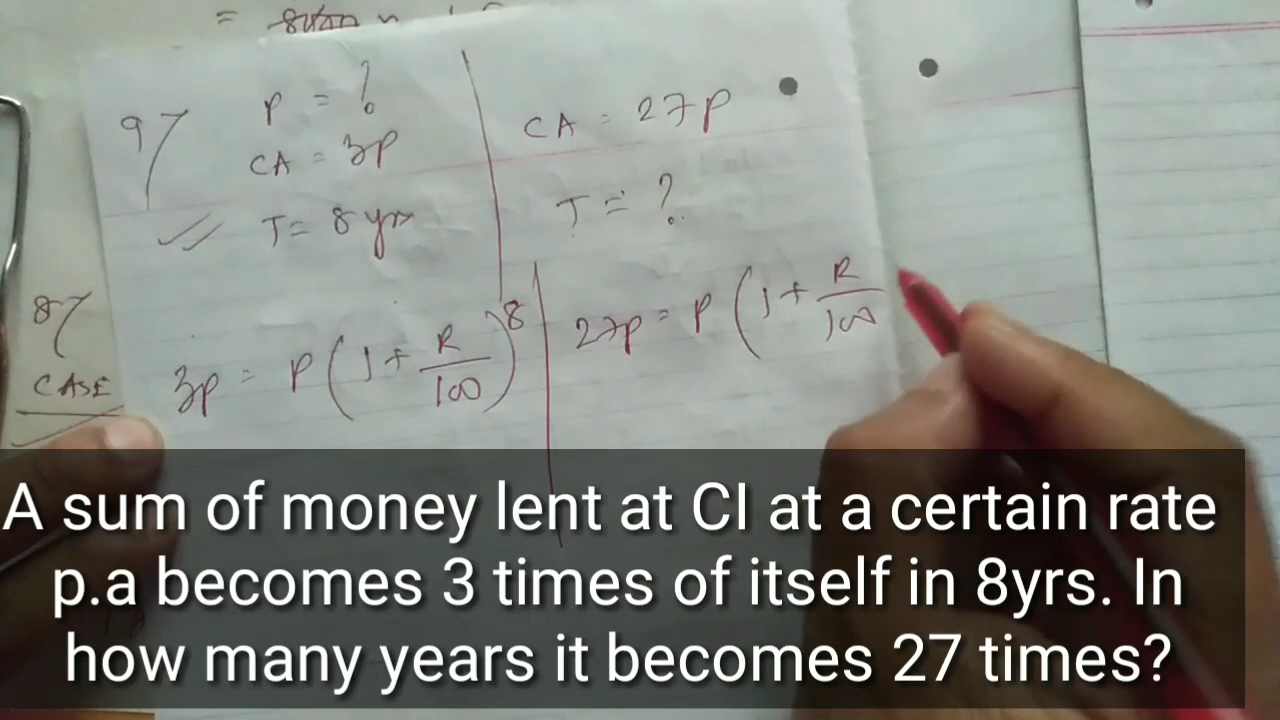 97
P = ?
CA = 3P
T = 8 yrs
CA = 27P
T = ?
87
CASE
3P = P(1 + R/100)^8
27P = P(1 + R/100
A sum of money lent at CI at a certain rate
p.a becomes 3 times of itself in 8yrs. In
how many years it becomes 27 times?